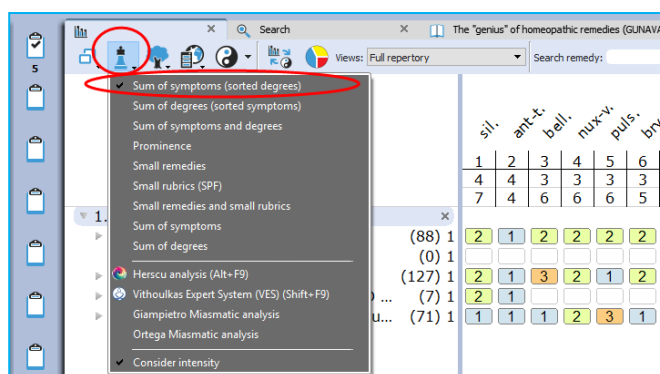 Search
The "genius" of homeopathic remedies (GUNAVA
5
Views: Full repertory
Search remedy:
Sum of symptoms (sorted degrees)
Sum of degrees (sorted symptoms)
Sum of symptoms and degrees
Prominence
Small remedies
Small rubrics (SPF)
Small remedies and small rubrics
Sum of symptoms
Sum of degrees
Herscu analysis (Alt+F9)
Vithoulkas Expert System (VES) (Shift+F9)
Giampietro Miasmatic analysis
Ortega Miasmatic analysis
Consider intensity
sil. ant-t. bell. nux-v. puls. bry
1 2 3 4 5 6
4 4 3 3 3 3
7 4 6 6 6 5
1.
(88) 1 2 1 2 2 2 2
(0) 1
(127) 1 2 1 3 2 1 2
... (7) 1 2 1
u... (71) 1 1 1 1 2 3 1